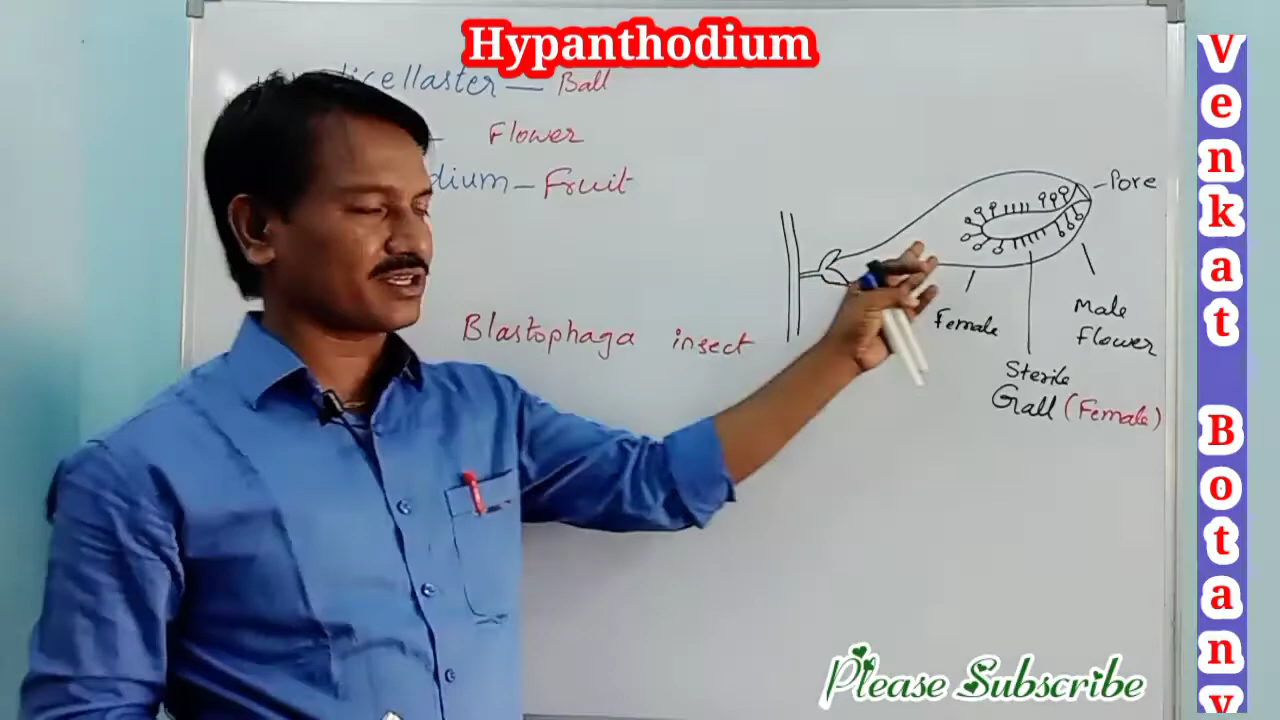 Hypanthodium
Ball
Flower
Fruit
Pore
Blastophaga insect
Female
Male
Flower
Sterile
Gall (Female)
Venkat Botany
Please Subscribe